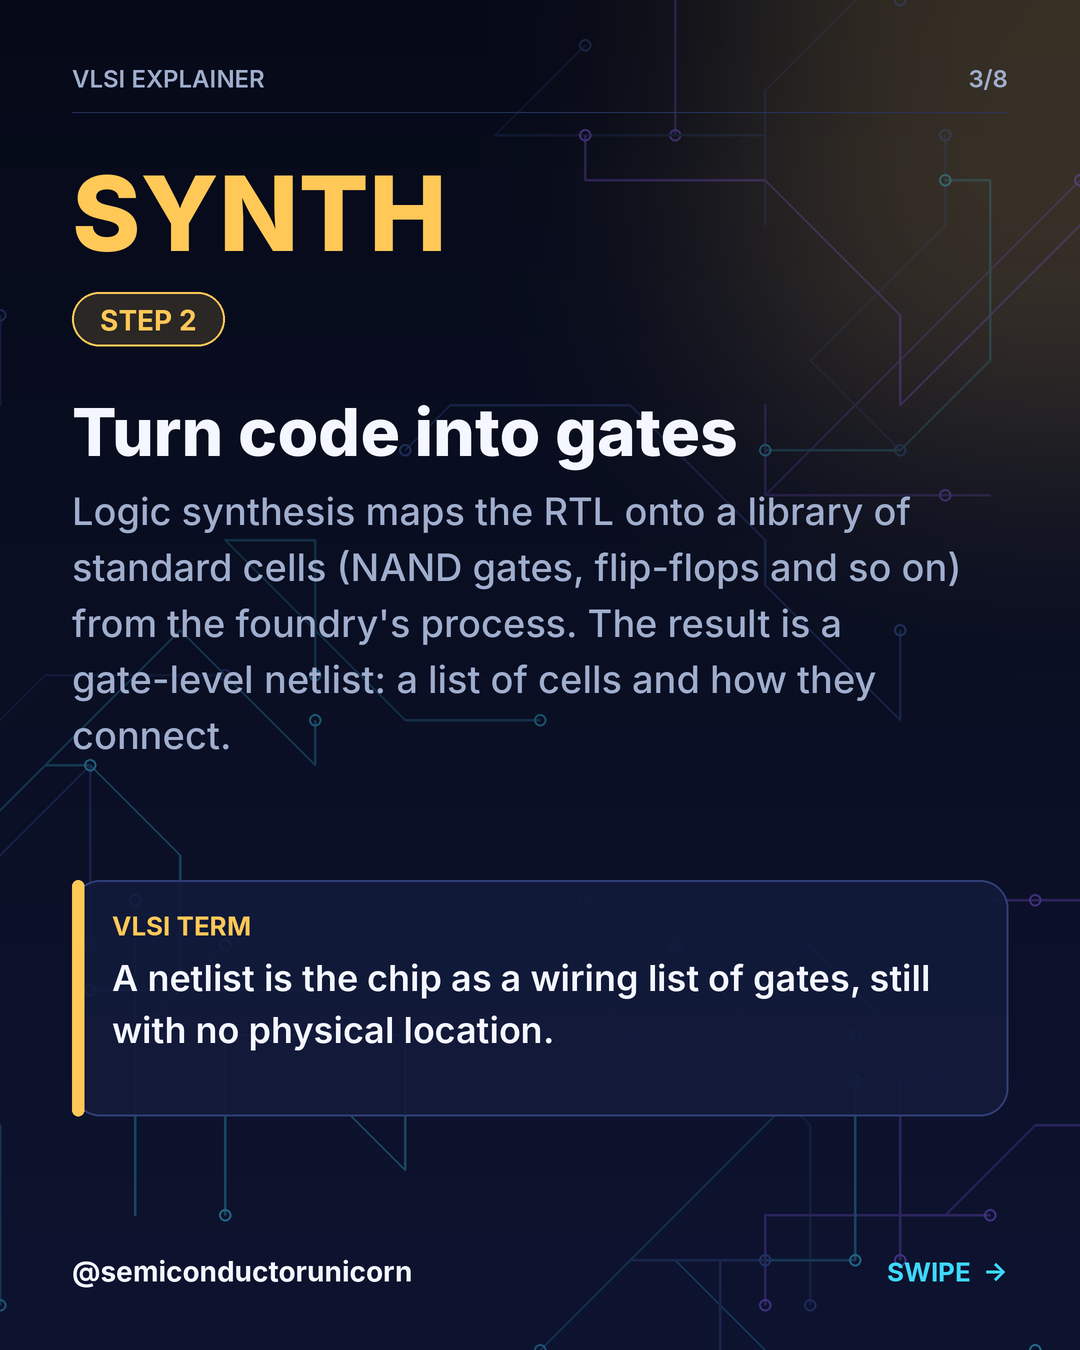 VLSI EXPLAINER
3/8
SYNTH
STEP 2
Turn code into gates
Logic synthesis maps the RTL onto a library of
standard cells (NAND gates, flip-flops and so on)
from the foundry's process. The result is a
gate-level netlist: a list of cells and how they
connect.
VLSI TERM
A netlist is the chip as a wiring list of gates, still
with no physical location.
@semiconductorunicorn
SWIPE →